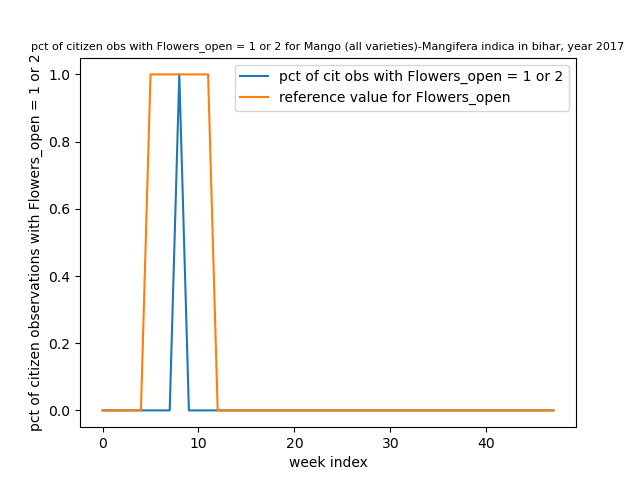 pct of citizen obs with Flowers_open = 1 or 2 for Mango (all varieties)-Mangifera indica in bihar, year 2017
pct of citizen observations with Flowers_open = 1 or 2
1.0
0.8
0.6
0.4
0.2
0.0
pct of cit obs with Flowers_open = 1 or 2
reference value for Flowers_open
0 10 20 30 40
week index